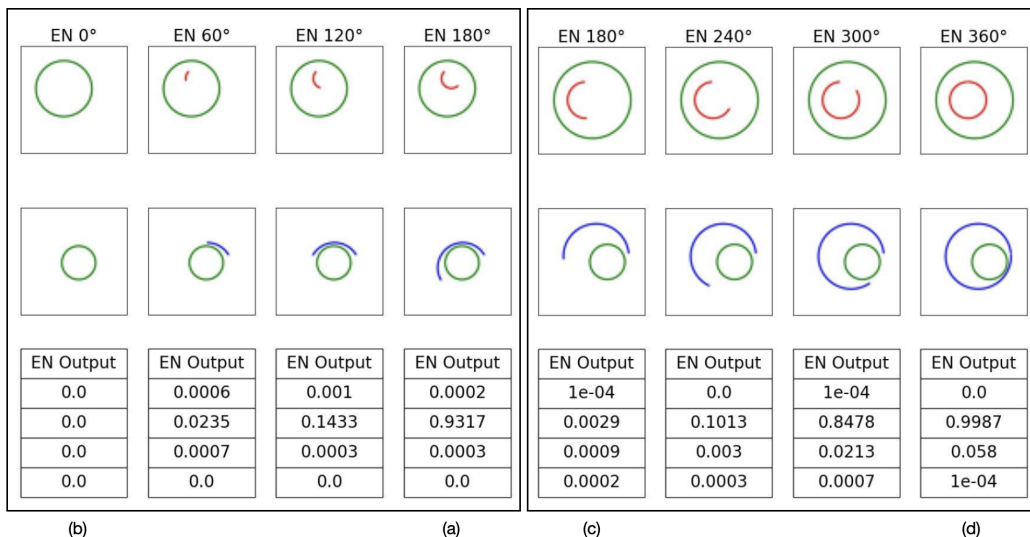 EN 0° EN 60° EN 120° EN 180° EN 180° EN 240° EN 300° EN 360°
EN Output EN Output EN Output EN Output EN Output EN Output EN Output EN Output
0.0 0.0006 0.001 0.0002 1e-04 0.0 1e-04 0.0
0.0 0.0235 0.1433 0.9317 0.0029 0.1013 0.8478 0.9987
0.0 0.0007 0.0003 0.0003 0.0009 0.003 0.0213 0.058
0.0 0.0 0.0 0.0 0.0002 0.0003 0.0007 1e-04
(b) (a) (c) (d)